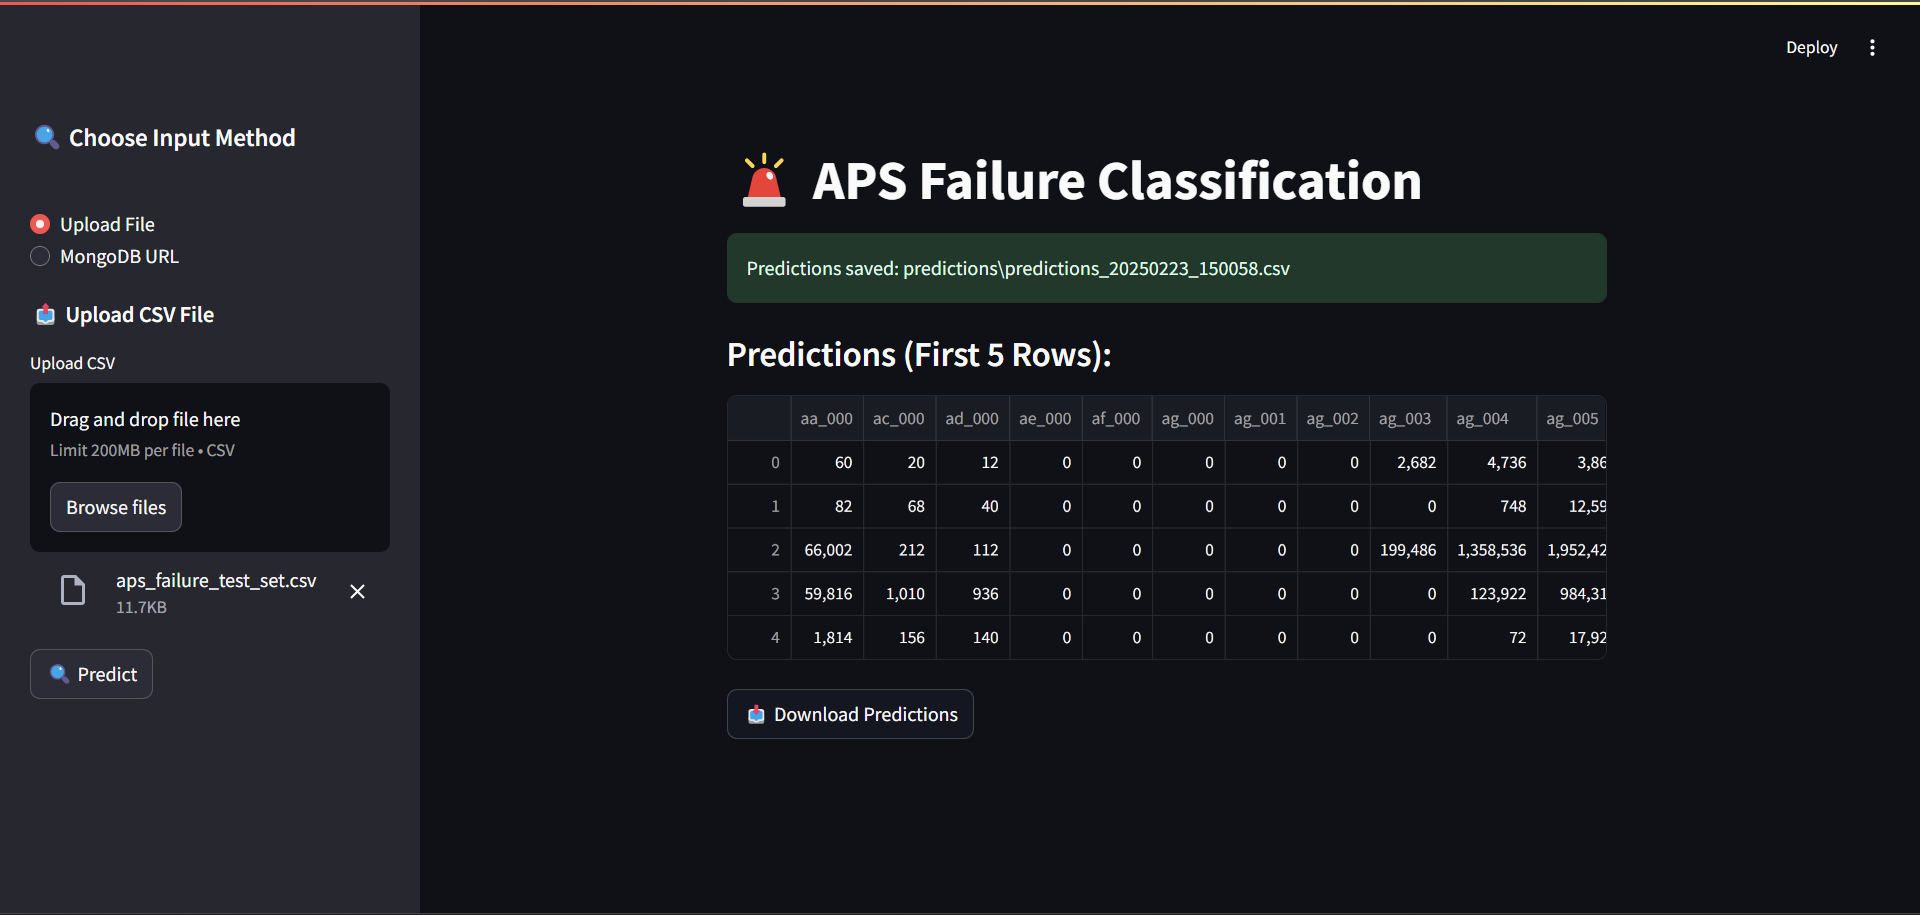 Deploy
Choose Input Method
Upload File
MongoDB URL
Upload CSV File
Upload CSV
Drag and drop file here
Limit 200MB per file • CSV
Browse files
aps_failure_test_set.csv
11.7KB
Predict
APS Failure Classification
Predictions saved: predictions\predictions_20250223_150058.csv
Predictions (First 5 Rows):
aa_000 ac_000 ad_000 ae_000 af_000 ag_000 ag_001 ag_002 ag_003 ag_004 ag_005
0 60 20 12 0 0 0 0 0 2,682 4,736 3,86
1 82 68 40 0 0 0 0 0 0 748 12,59
2 66,002 212 112 0 0 0 0 0 199,486 1,358,536 1,952,42
3 59,816 1,010 936 0 0 0 0 0 0 123,922 984,31
4 1,814 156 140 0 0 0 0 0 0 72 17,92
Download Predictions